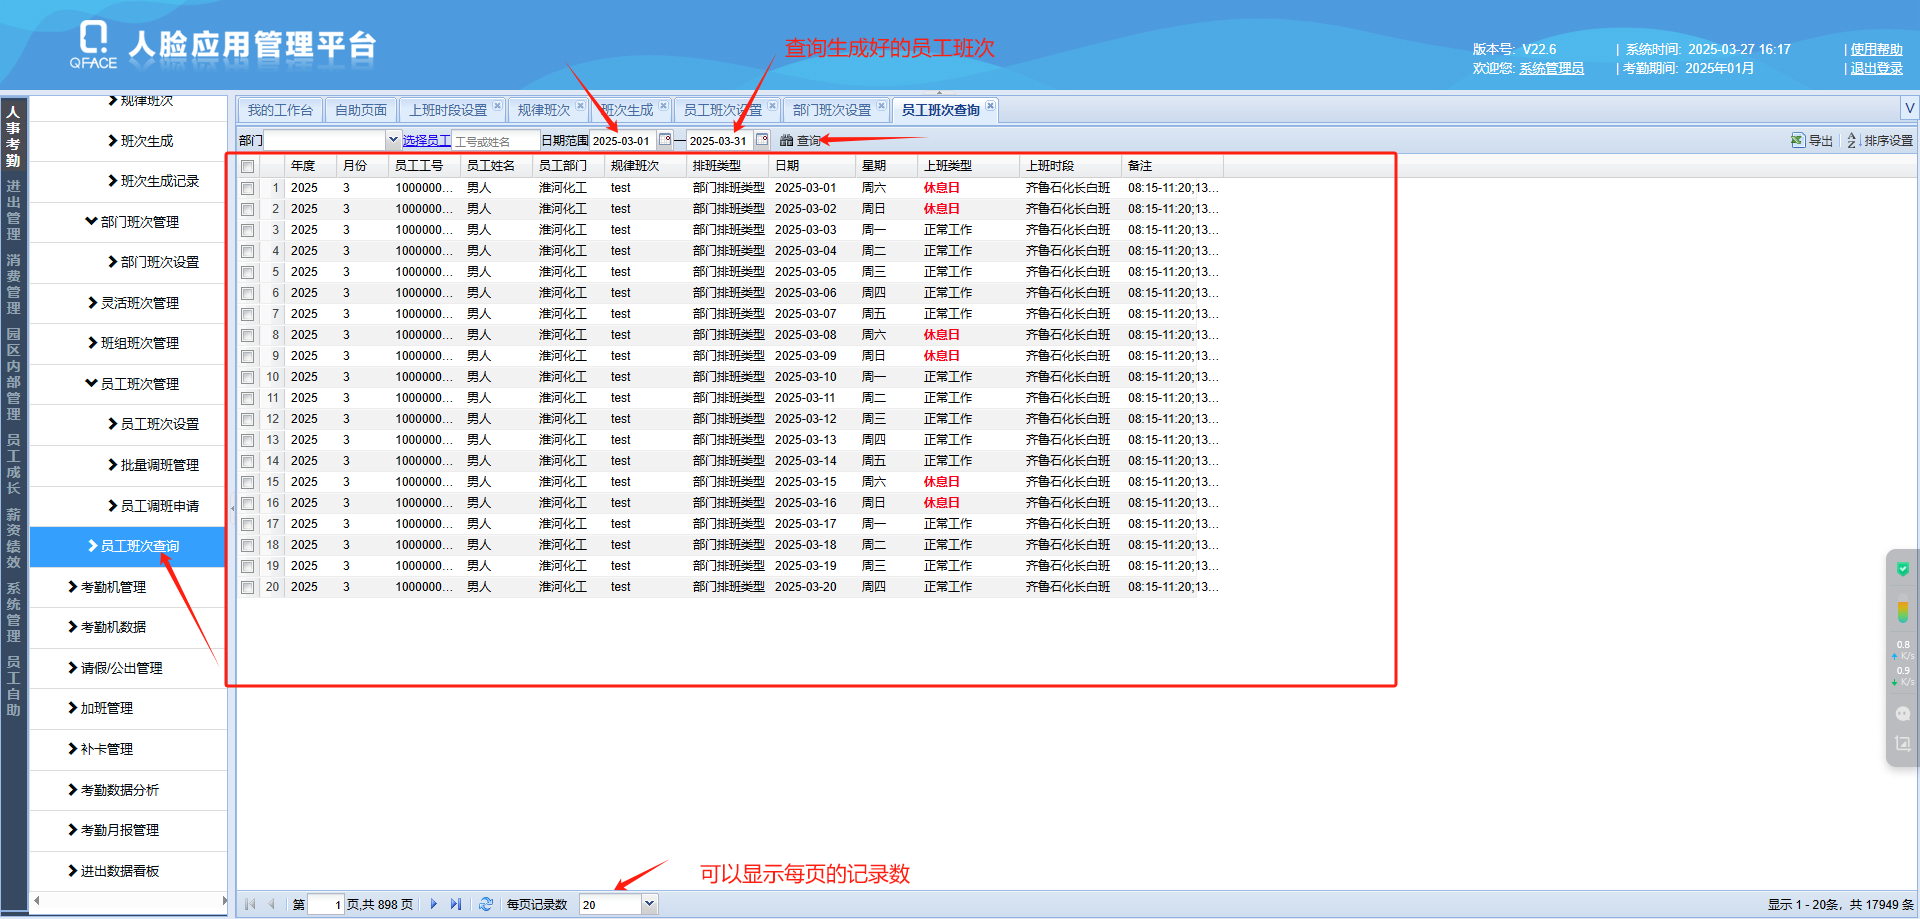 QFACE 人脸应用管理平台
查询生成好的员工班次
版本号: V22.6 | 系统时间: 2025-03-27 16:17 | 使用帮助
欢迎您: 系统管理员 | 考勤期间: 2025年01月 | 退出登录
人事考勤
进出管理
消费管理
园区内部管理
员工成长
薪资绩效
系统管理
员工自助
规律班次
班次生成
班次生成记录
部门班次管理
部门班次设置
灵活班次管理
班组班次管理
员工班次管理
员工班次设置
批量调班管理
员工调班申请
员工班次查询
考勤机管理
考勤机数据
请假/公出管理
加班管理
补卡管理
考勤数据分析
考勤月报管理
进出数据看板
我的工作台 自助页面 上班时段设置 规律班次 班次生成 员工班次设置 部门班次设置 员工班次查询 V
部门 选择员工 工号或姓名 日期范围 2025-03-01 — 2025-03-31 查询 导出 排序设置
年度 月份 员工工号 员工姓名 员工部门 规律班次 排班类型 日期 星期 上班类型 上班时段 备注
1 2025 3 1000000... 男人 淮河化工 test 部门排班类型 2025-03-01 周六 休息日 齐鲁石化长白班 08:15-11:20;13...
2 2025 3 1000000... 男人 淮河化工 test 部门排班类型 2025-03-02 周日 休息日 齐鲁石化长白班 08:15-11:20;13...
3 2025 3 1000000... 男人 淮河化工 test 部门排班类型 2025-03-03 周一 正常工作 齐鲁石化长白班 08:15-11:20;13...
4 2025 3 1000000... 男人 淮河化工 test 部门排班类型 2025-03-04 周二 正常工作 齐鲁石化长白班 08:15-11:20;13...
5 2025 3 1000000... 男人 淮河化工 test 部门排班类型 2025-03-05 周三 正常工作 齐鲁石化长白班 08:15-11:20;13...
6 2025 3 1000000... 男人 淮河化工 test 部门排班类型 2025-03-06 周四 正常工作 齐鲁石化长白班 08:15-11:20;13...
7 2025 3 1000000... 男人 淮河化工 test 部门排班类型 2025-03-07 周五 正常工作 齐鲁石化长白班 08:15-11:20;13...
8 2025 3 1000000... 男人 淮河化工 test 部门排班类型 2025-03-08 周六 休息日 齐鲁石化长白班 08:15-11:20;13...
9 2025 3 1000000... 男人 淮河化工 test 部门排班类型 2025-03-09 周日 休息日 齐鲁石化长白班 08:15-11:20;13...
10 2025 3 1000000... 男人 淮河化工 test 部门排班类型 2025-03-10 周一 正常工作 齐鲁石化长白班 08:15-11:20;13...
11 2025 3 1000000... 男人 淮河化工 test 部门排班类型 2025-03-11 周二 正常工作 齐鲁石化长白班 08:15-11:20;13...
12 2025 3 1000000... 男人 淮河化工 test 部门排班类型 2025-03-12 周三 正常工作 齐鲁石化长白班 08:15-11:20;13...
13 2025 3 1000000... 男人 淮河化工 test 部门排班类型 2025-03-13 周四 正常工作 齐鲁石化长白班 08:15-11:20;13...
14 2025 3 1000000... 男人 淮河化工 test 部门排班类型 2025-03-14 周五 正常工作 齐鲁石化长白班 08:15-11:20;13...
15 2025 3 1000000... 男人 淮河化工 test 部门排班类型 2025-03-15 周六 休息日 齐鲁石化长白班 08:15-11:20;13...
16 2025 3 1000000... 男人 淮河化工 test 部门排班类型 2025-03-16 周日 休息日 齐鲁石化长白班 08:15-11:20;13...
17 2025 3 1000000... 男人 淮河化工 test 部门排班类型 2025-03-17 周一 正常工作 齐鲁石化长白班 08:15-11:20;13...
18 2025 3 1000000... 男人 淮河化工 test 部门排班类型 2025-03-18 周二 正常工作 齐鲁石化长白班 08:15-11:20;13...
19 2025 3 1000000... 男人 淮河化工 test 部门排班类型 2025-03-19 周三 正常工作 齐鲁石化长白班 08:15-11:20;13...
20 2025 3 1000000... 男人 淮河化工 test 部门排班类型 2025-03-20 周四 正常工作 齐鲁石化长白班 08:15-11:20;13...
0.8
K/s
0.9
K/s
可以显示每页的记录数
第 1 页,共 898 页 每页记录数 20 显示 1 - 20条，共 17949 条